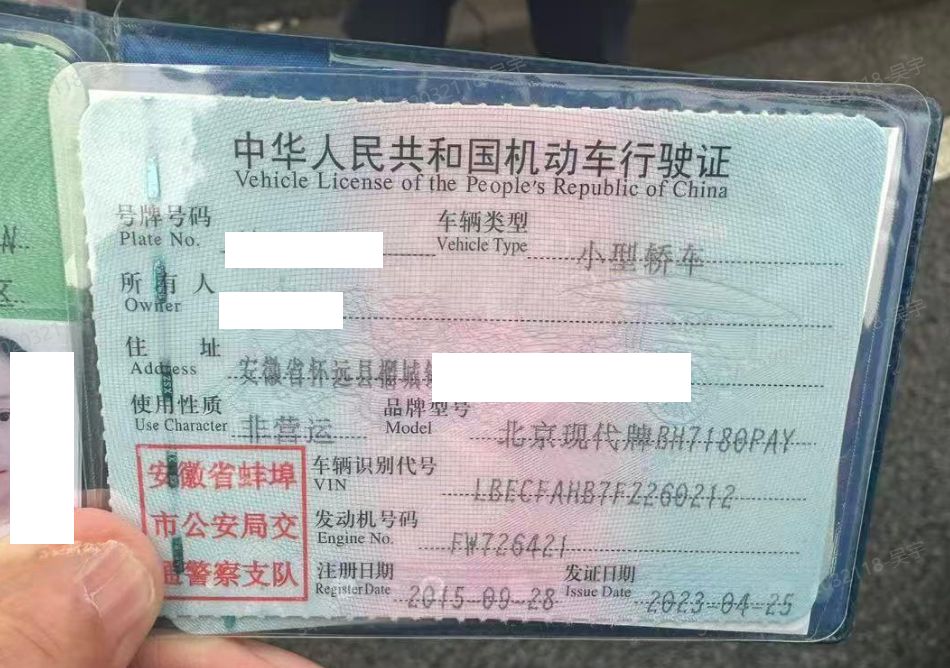 中华人民共和国机动车行驶证
Vehicle License of the People's Republic of China
号牌号码
Plate No.
车辆类型
Vehicle Type
小型轿车
所有人
Owner
住址
Address
安徽省怀远县榴城镇
使用性质
Use Character
非营运
品牌型号
Model
北京现代牌BH7180PAY
安徽省蚌埠
市公安局交
通警察支队
车辆识别代号
VIN
LBECFAHB7FZ260212
发动机号码
Engine No.
FW726421
注册日期
Register Date
2015-09-28
发证日期
Issue Date
2023-04-25